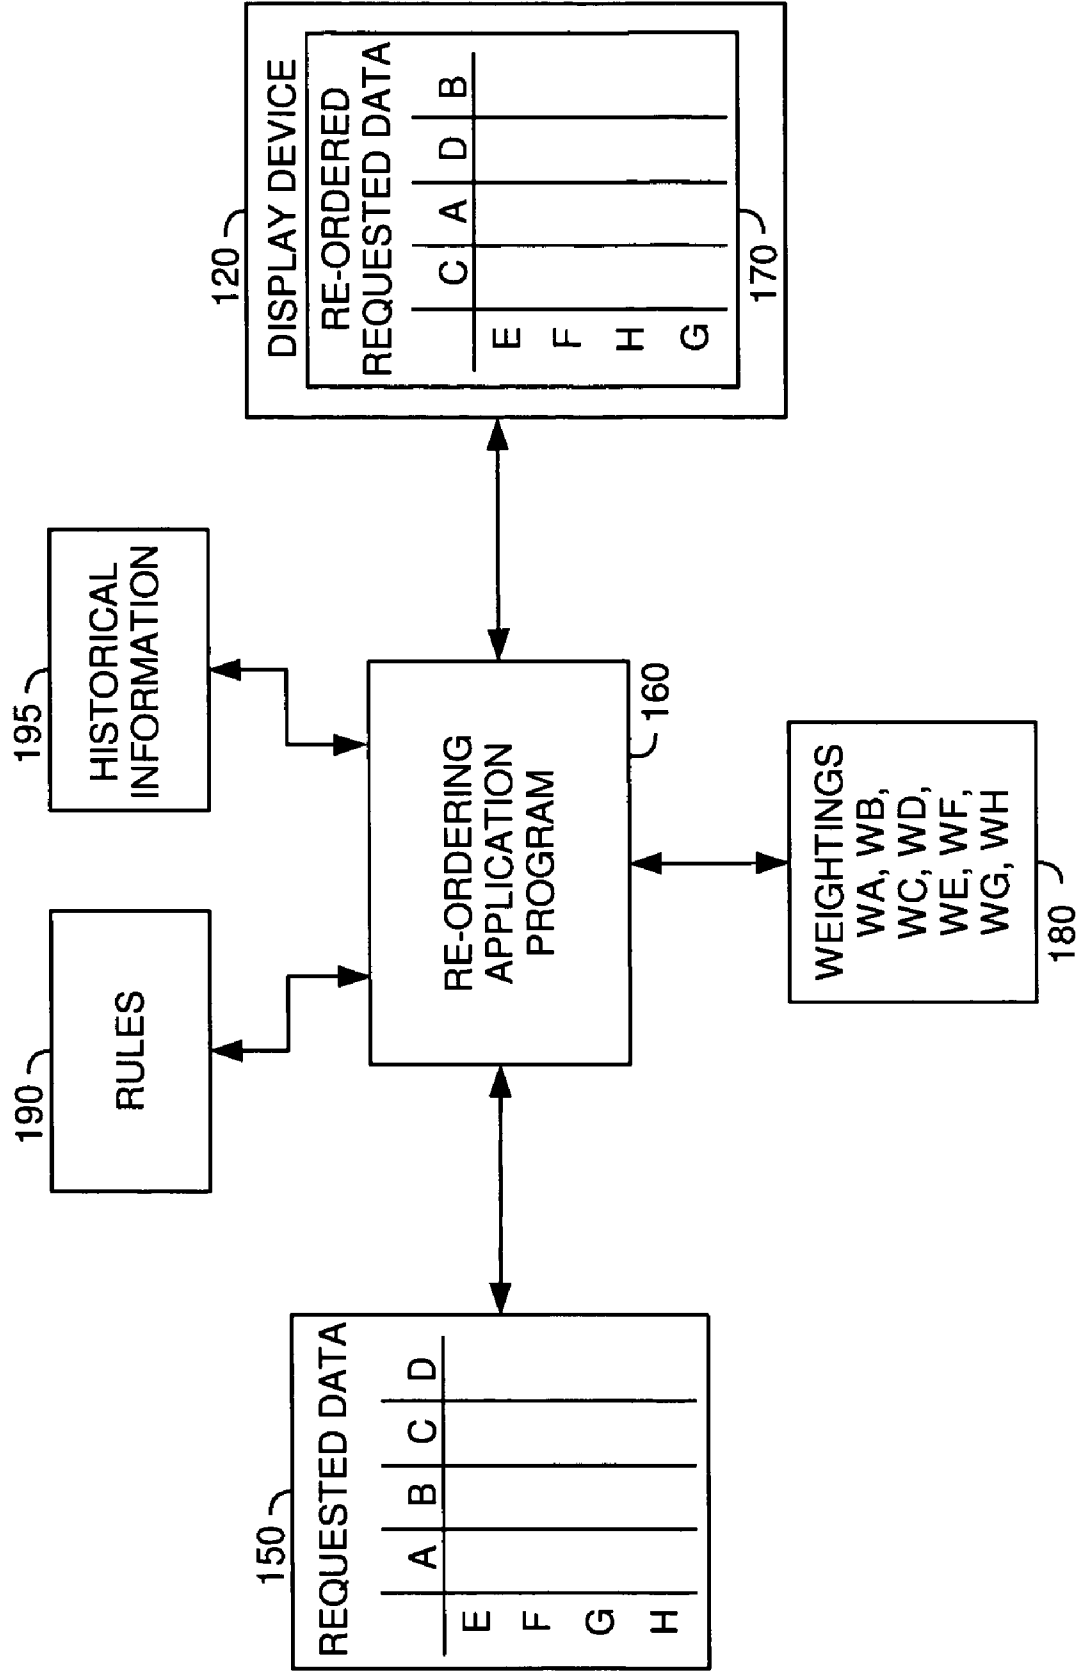 150
REQUESTED DATA
A B C D
E
F
G
H
190
RULES
195
HISTORICAL
INFORMATION
RE-ORDERING
APPLICATION
PROGRAM
160
WEIGHTINGS
WA, WB,
WC, WD,
WE, WF,
WG, WH
180
120
DISPLAY DEVICE
RE-ORDERED
REQUESTED DATA
C A D B
E
F
H
G
170